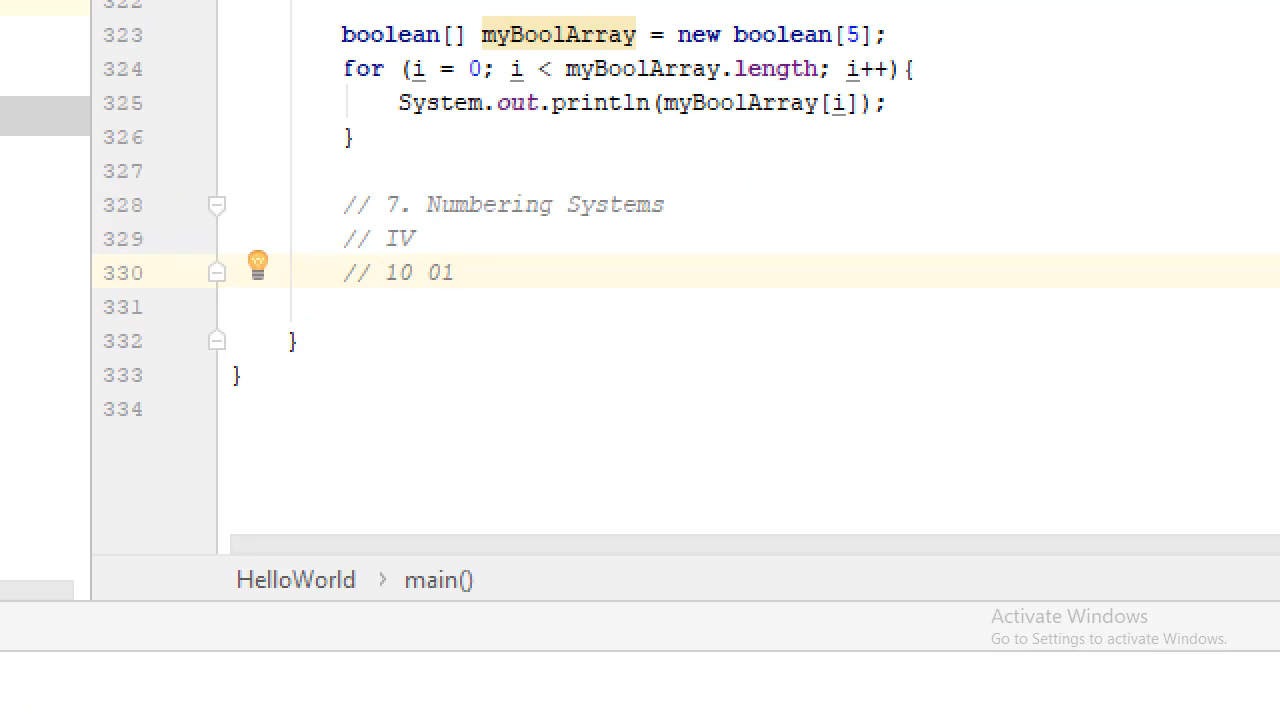 322
323 boolean[] myBoolArray = new boolean[5];
324 for (i = 0; i < myBoolArray.length; i++){
325 System.out.println(myBoolArray[i]);
326 }
327
328 // 7. Numbering Systems
329 // IV
330 // 10 01
331
332 }
333 }
334
HelloWorld > main()
Activate Windows
Go to Settings to activate Windows.